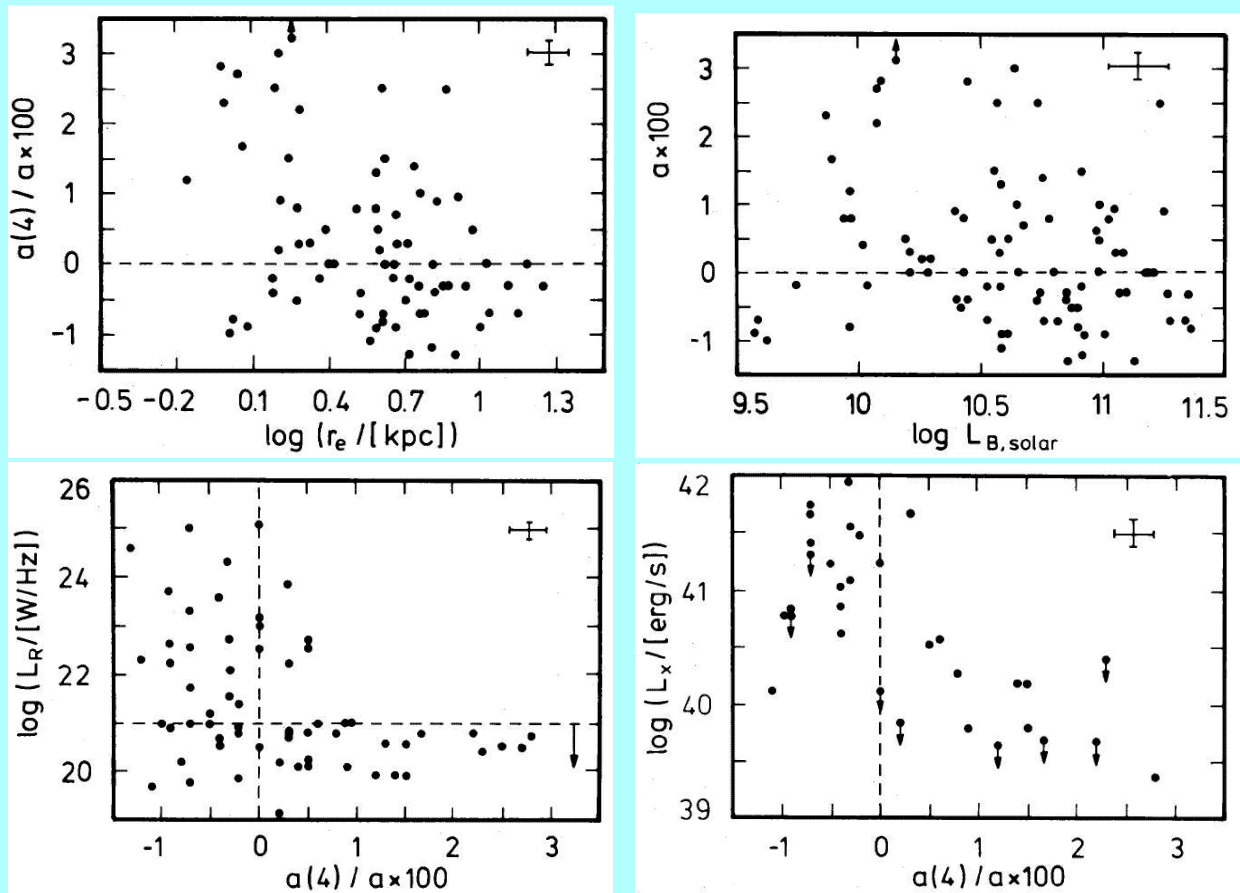 3
2
1
0
-1
a(4) / a×100
-0.5 -0.2 0.1 0.4 0.7 1 1.3
log (r_e /[kpc])
3
2
1
0
-1
a×100
9.5 10 10.5 11 11.5
log L_B,solar
26
24
22
20
log (L_R/[W/Hz])
-1 0 1 2 3
a(4) / a×100
42
41
40
39
log (L_x/[erg/s])
-1 0 1 2 3
a(4) / a×100